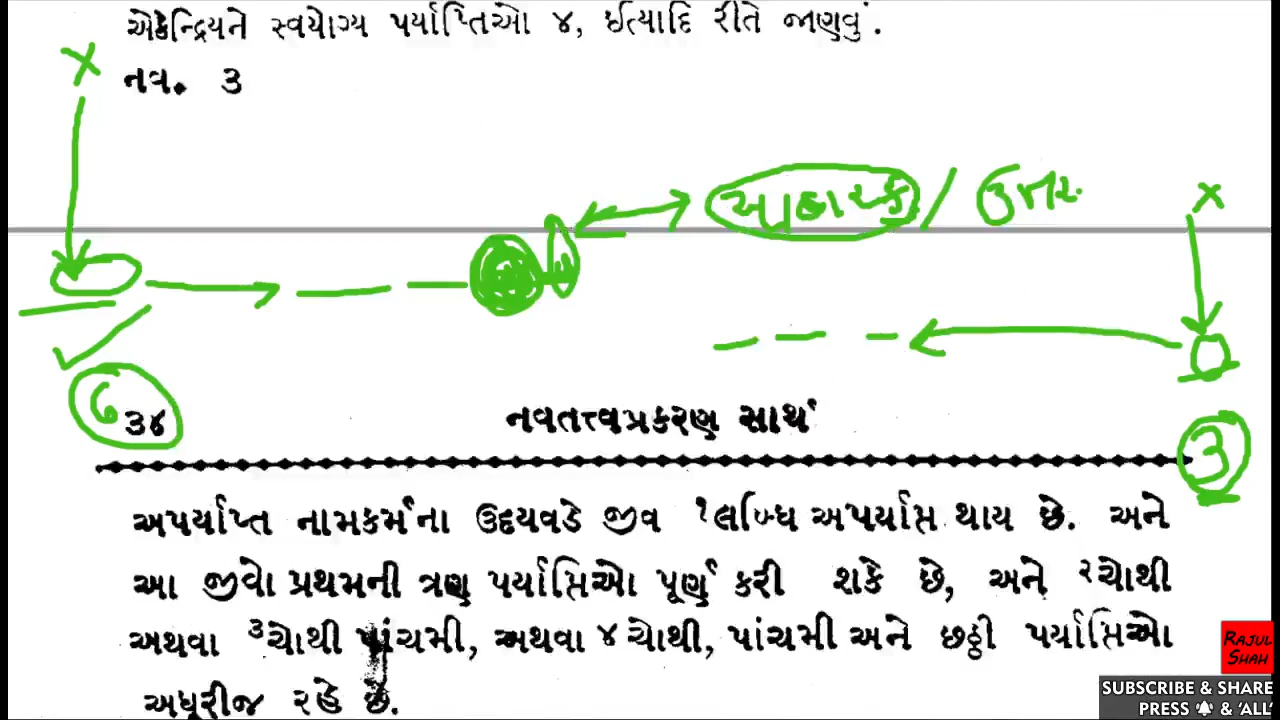 એકેન્દ્રિયને સ્વયોગ્ય પર્યાપ્તિઓ ૪, ઈત્યાદિ રીતે જાણવું.
નવ. ૩
આહારક / ઉત્તર
૩૪
નવતત્ત્વપ્રકરણ સાર્થ
૩
અપર્યાપ્ત નામકર્મના ઉદયવડે જીવ ૧લબ્ધિ અપર્યાપ્ત થાય છે. અને
આ જીવો પ્રથમની ત્રણ પર્યાપ્તિઓ પૂર્ણ કરી શકે છે, અને ૨ચોથી
અથવા ૩ચોથી પાંચમી, અથવા ૪ચોથી, પાંચમી અને છઠ્ઠી પર્યાપ્તિઓ
અધૂરીજ રહે છે.
RAJUL
SHAH
SUBSCRIBE & SHARE
PRESS & 'ALL'